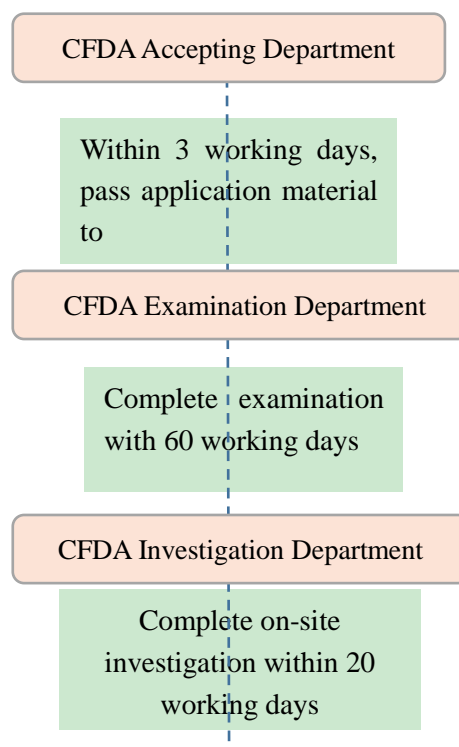 CFDA Accepting Department
Within 3 working days,
pass application material
to
CFDA Examination Department
Complete examination
with 60 working days
CFDA Investigation Department
Complete on-site
investigation within 20
working days